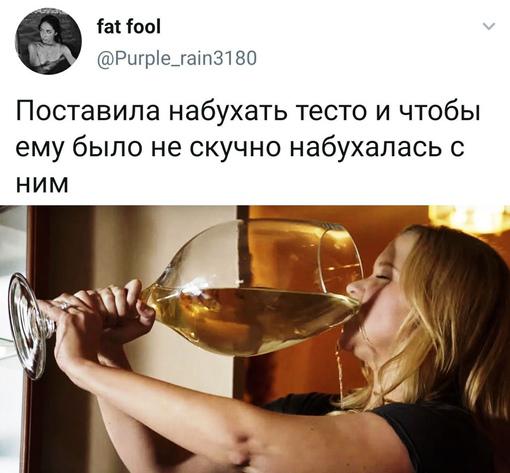 fat fool
@Purple_rain3180
Поставила набухать тесто и чтобы
ему было не скучно набухалась с
ним